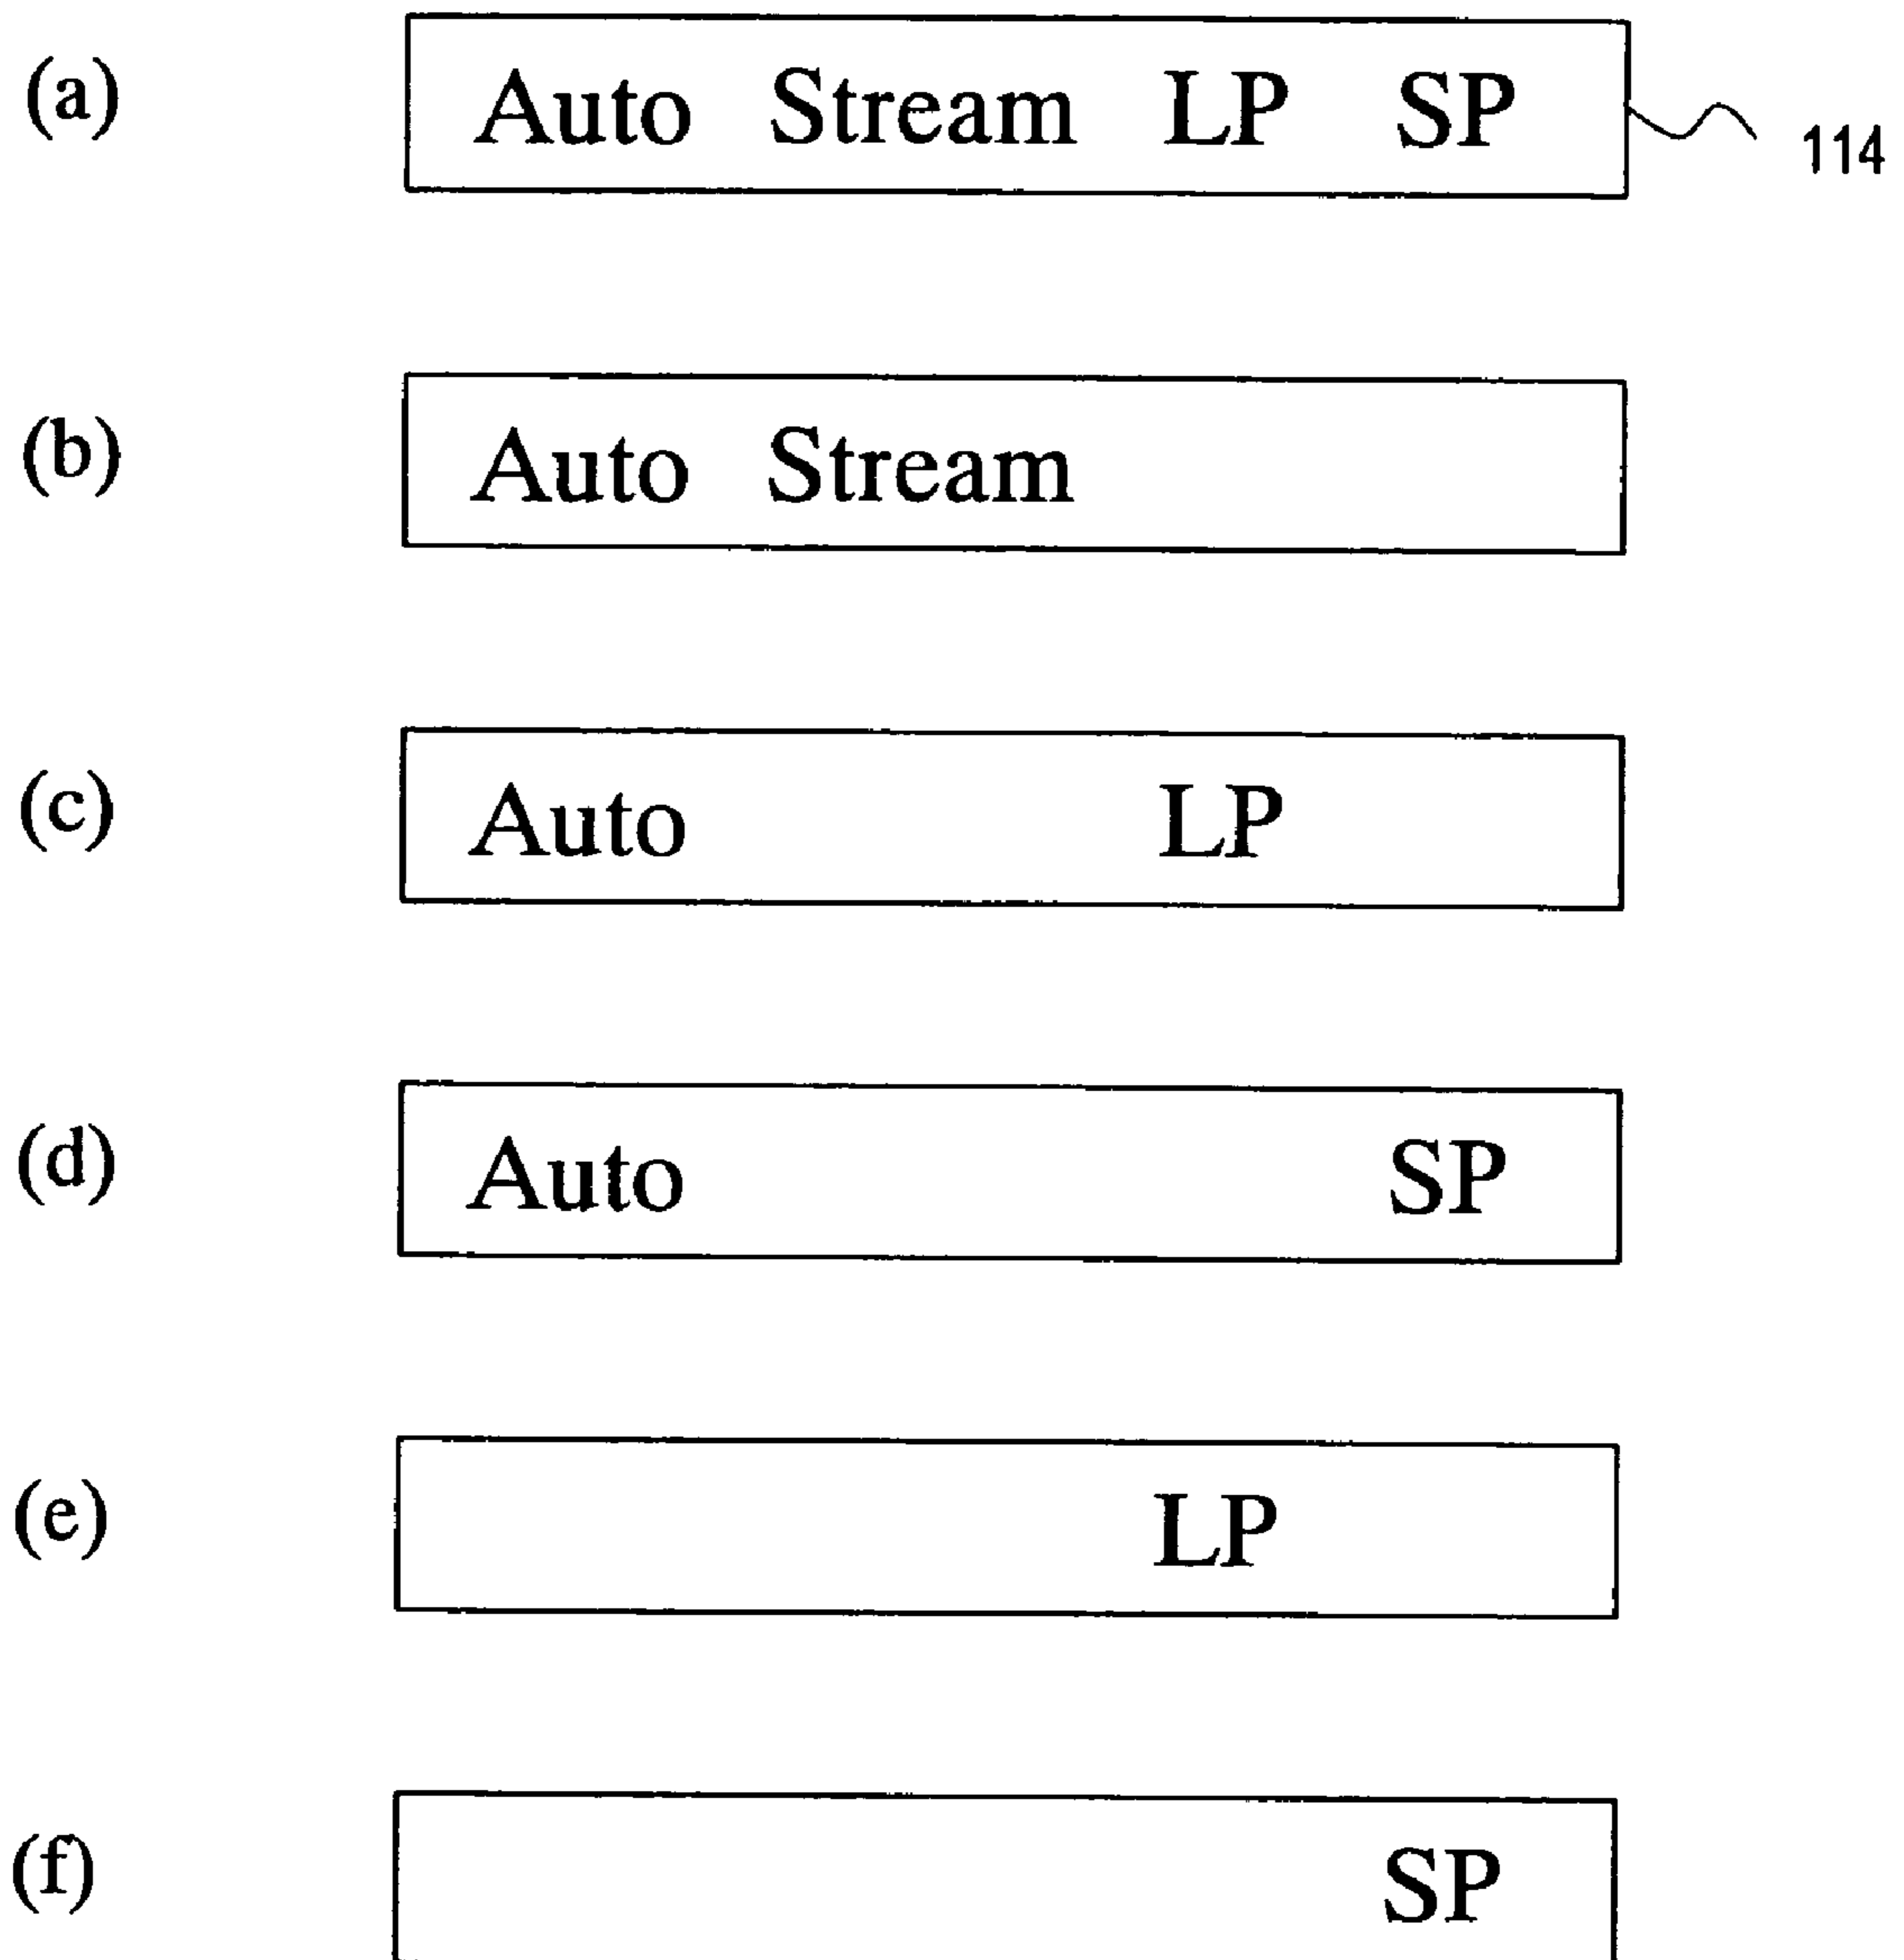 (a) Auto Stream LP SP 114
(b) Auto Stream
(c) Auto LP
(d) Auto SP
(e) LP
(f) SP